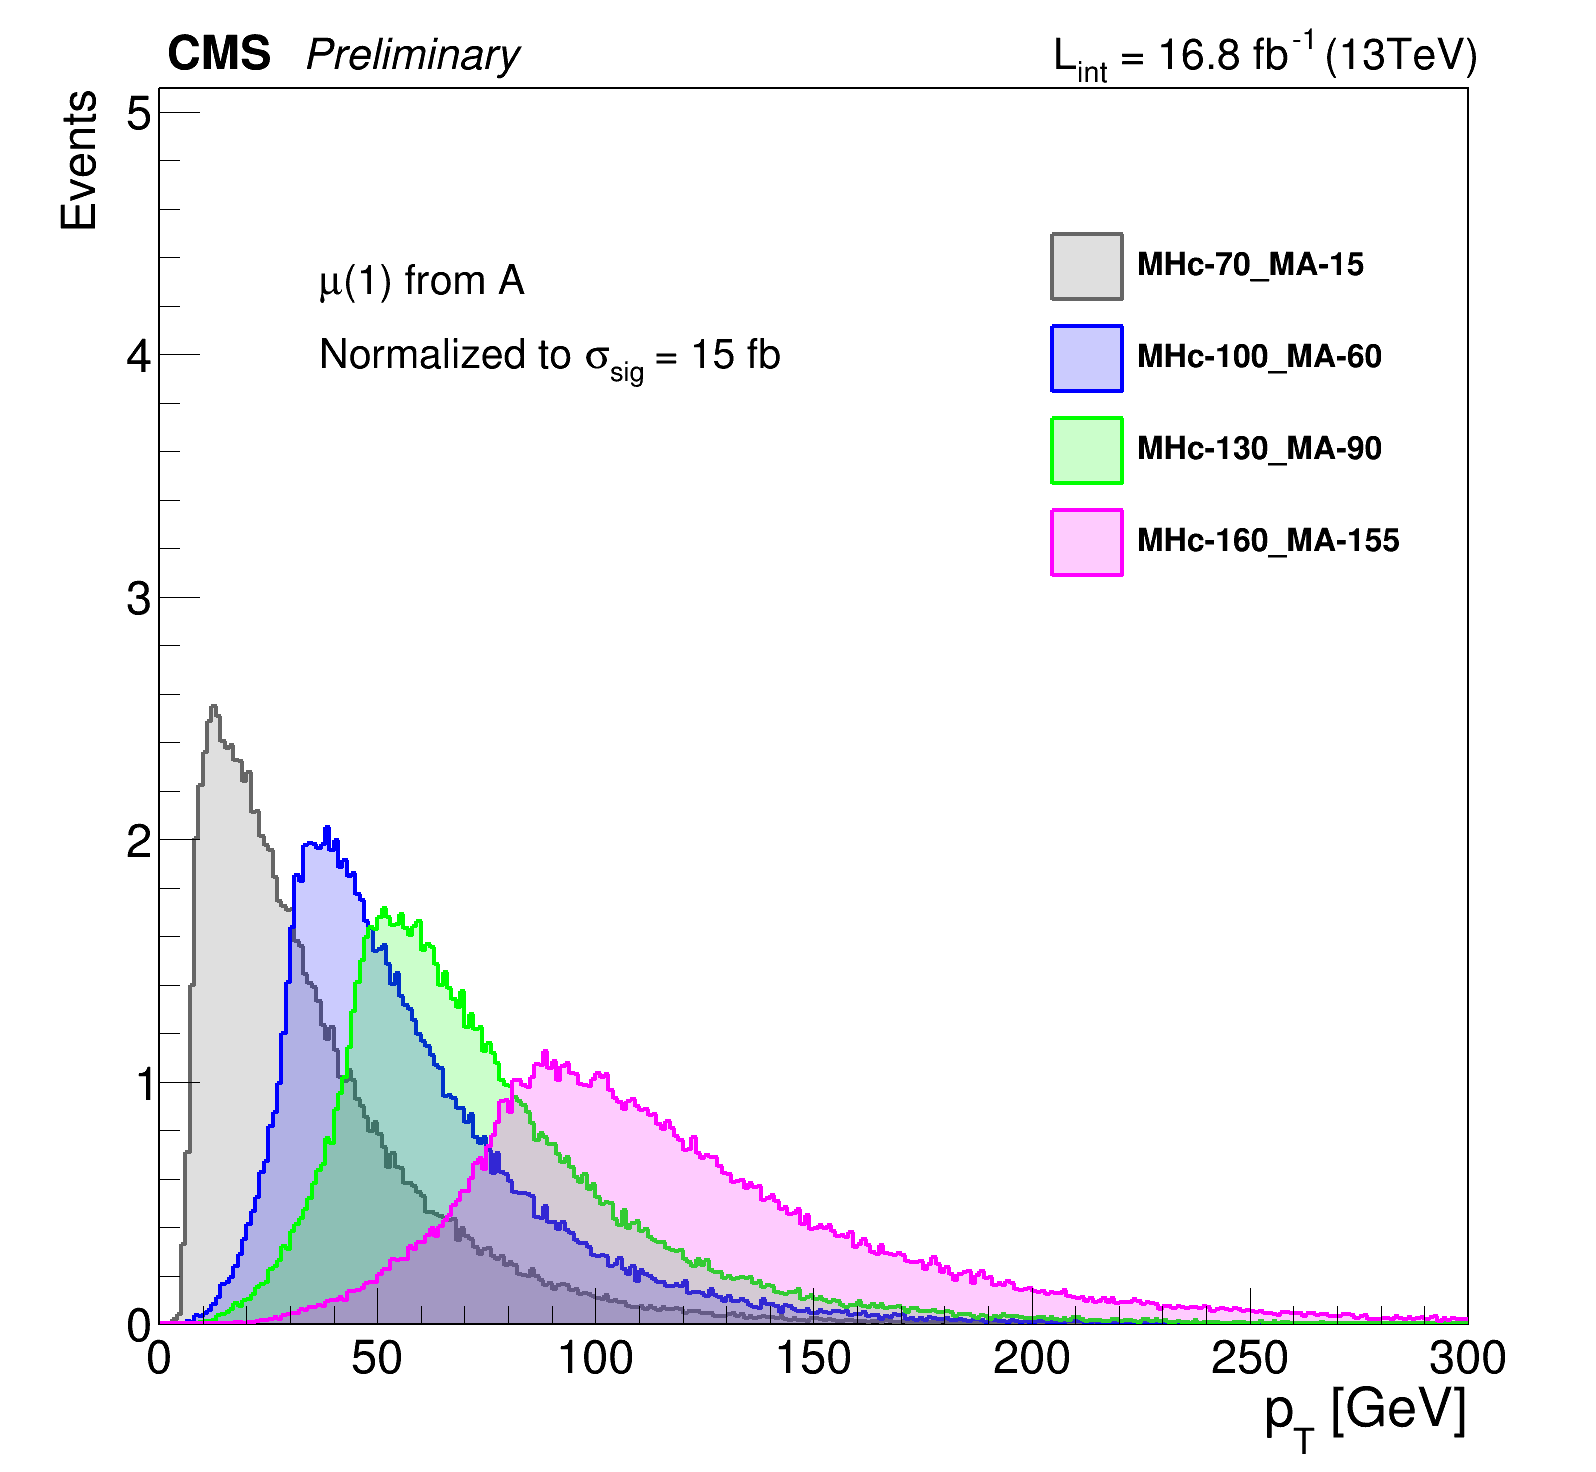 CMS Preliminary
L_int = 16.8 fb^-1 (13TeV)
Events
5
4
3
2
1
0
μ(1) from A
Normalized to σ_sig = 15 fb
MHc-70_MA-15
MHc-100_MA-60
MHc-130_MA-90
MHc-160_MA-155
0 50 100 150 200 250 300
p_T [GeV]